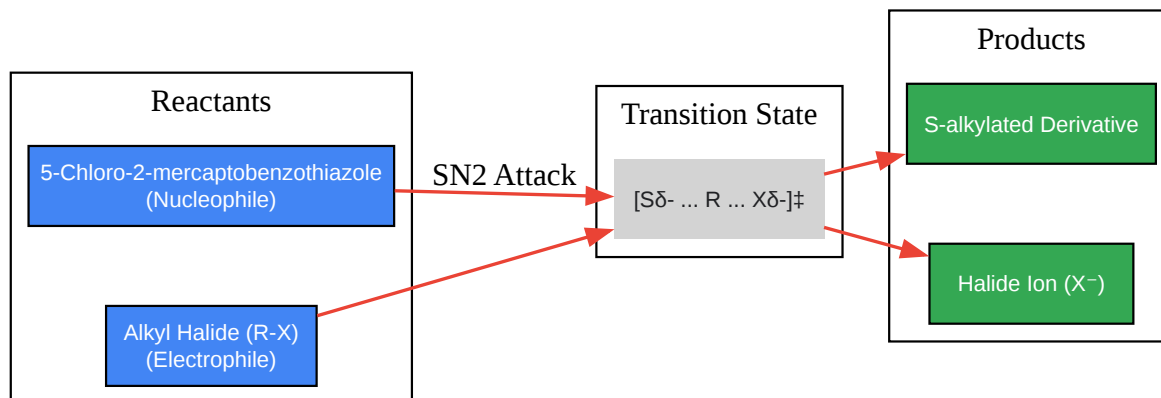 Reactants
5-Chloro-2-mercaptobenzothiazole
(Nucleophile)
Alkyl Halide (R-X)
(Electrophile)
SN2 Attack
Transition State
[Sδ- ... R ... Xδ-]‡
Products
S-alkylated Derivative
Halide Ion (X⁻)